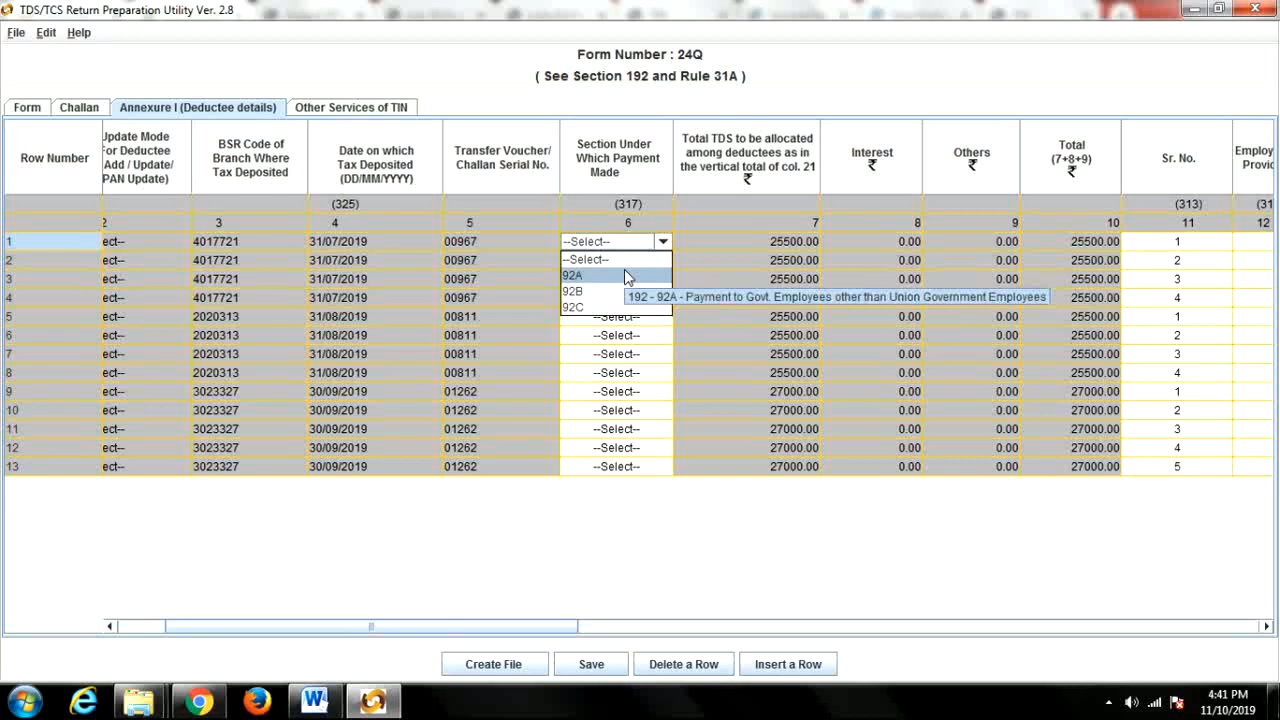 TDS/TCS Return Preparation Utility Ver. 2.8
File Edit Help
Form Number : 24Q
( See Section 192 and Rule 31A )
Form Challan Annexure I (Deductee details) Other Services of TIN
Row Number
Update Mode
For Deductee
Add / Update/
PAN Update)
BSR Code of
Branch Where
Tax Deposited
Date on which
Tax Deposited
(DD/MM/YYYY)
Transfer Voucher/
Challan Serial No.
Section Under
Which Payment
Made
Total TDS to be allocated
among deductees as in
the vertical total of col. 21
₹
Interest
₹
Others
₹
Total
(7+8+9)
₹
Sr. No.
Employ
Provid
(325) (317) (313) (31
2 3 4 5 6 7 8 9 10 11 12
1 ect-- 4017721 31/07/2019 00967 --Select-- 25500.00 0.00 0.00 25500.00 1
2 ect-- 4017721 31/07/2019 00967 --Select-- 25500.00 0.00 0.00 25500.00 2
3 ect-- 4017721 31/07/2019 00967 92A 25500.00 0.00 0.00 25500.00 3
92B
192 - 92A - Payment to Govt. Employees other than Union Government Employees
4 ect-- 4017721 31/07/2019 00967 4
92C
5 ect-- 2020313 31/08/2019 00811 --Select-- 25500.00 0.00 0.00 25500.00 1
6 ect-- 2020313 31/08/2019 00811 --Select-- 25500.00 0.00 0.00 25500.00 2
7 ect-- 2020313 31/08/2019 00811 --Select-- 25500.00 0.00 0.00 25500.00 3
8 ect-- 2020313 31/08/2019 00811 --Select-- 25500.00 0.00 0.00 25500.00 4
9 ect-- 3023327 30/09/2019 01262 --Select-- 27000.00 0.00 0.00 27000.00 1
10 ect-- 3023327 30/09/2019 01262 --Select-- 27000.00 0.00 0.00 27000.00 2
11 ect-- 3023327 30/09/2019 01262 --Select-- 27000.00 0.00 0.00 27000.00 3
12 ect-- 3023327 30/09/2019 01262 --Select-- 27000.00 0.00 0.00 27000.00 4
13 ect-- 3023327 30/09/2019 01262 --Select-- 27000.00 0.00 0.00 27000.00 5
Create File Save Delete a Row Insert a Row
4:41 PM
11/10/2019